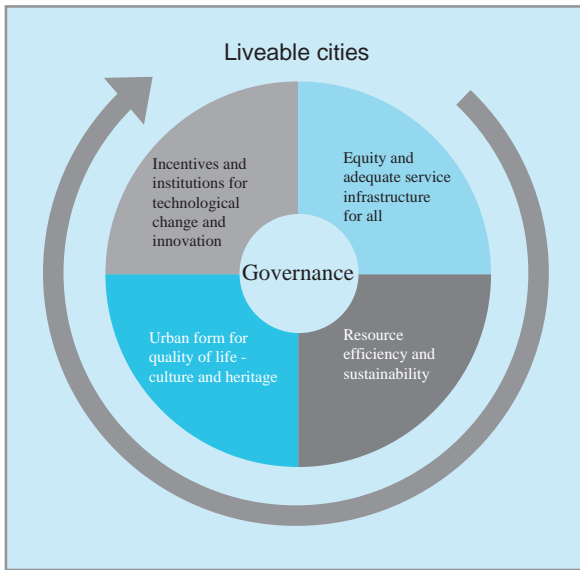 Liveable cities
Incentives and
institutions for
technological
change and
innovation
Equity and
adequate service
infrastructure
for all
Governance
Urban form for
quality of life -
culture and heritage
Resource
efficiency and
sustainability